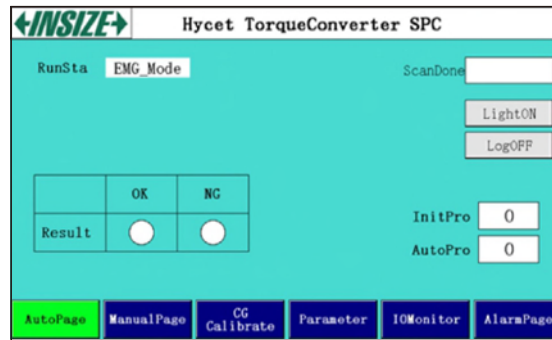 INSIZE Hycet TorqueConverter SPC
RunSta EMG_Mode ScanDone
LightON
LogOFF
OK NG
Result
InitPro 0
AutoPro 0
AutoPage ManualPage CG Calibrate Parameter IOMonitor AlarmPage